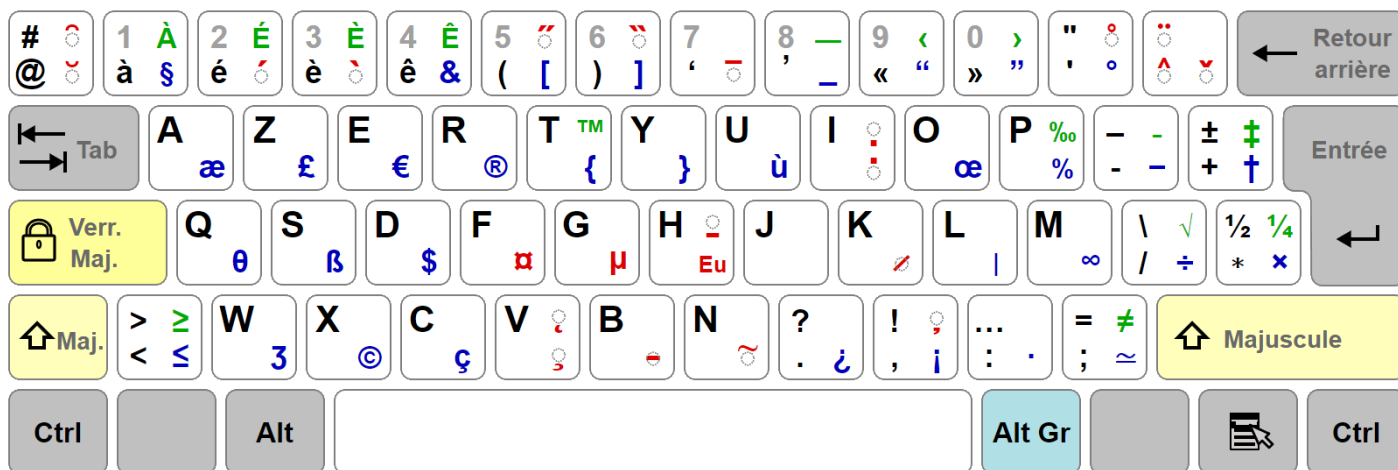 # ◌̑ 1 À 2 É 3 È 4 Ê 5 ◌̋ 6 ◌̏ 7 8 — 9 ‹ 0 › " ◌̊ ◌̈ Retour
@ ◌̆ à § é ◌́ è ◌̀ ê & ( [ ) ] ‘ ◌̄ ’ _ « “ » ” ' ° ◌̂ ◌̌ arrière
Tab A Z E R T ™ Y U I ◌̣ O P ‰ – - ± ‡ Entrée
æ £ € ® { } ù ◌̇ œ % - − + †
Verr. Q S D F G H ◌̱ J K L M \ √ ½ ¼
Maj. θ ß $ ¤ µ Eu ◌̸ | ∞ / ÷ * ×
Maj. > ≥ W X C V ◌̨ B N ? ! ◌̦ … = ≠ Majuscule
< ≤ ʒ © ç ◌̧ ◌̵ ◌̃ . ¿ , ¡ : · ; ≃
Ctrl Alt Alt Gr Ctrl